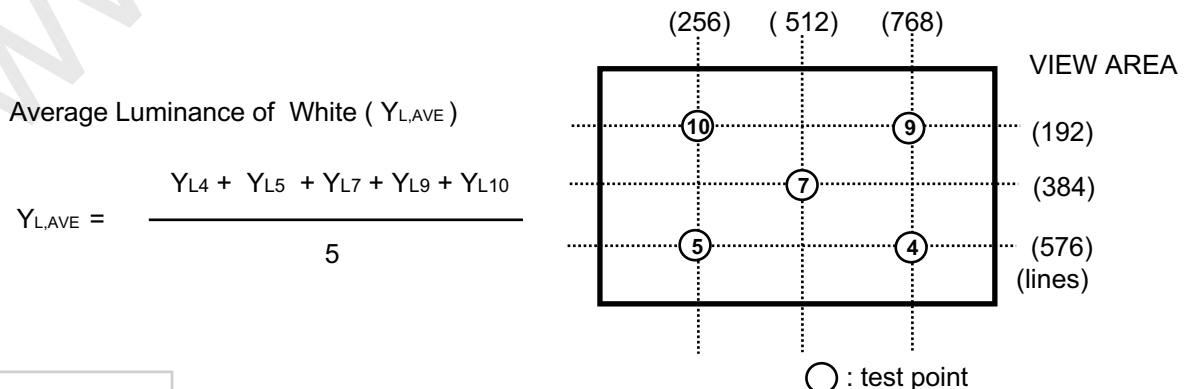 (256) ( 512) (768)
VIEW AREA
Average Luminance of White ( YL,AVE )
10 9 (192)
YL4 + YL5 + YL7 + YL9 + YL10
7 (384)
YL,AVE =
5
5 4 (576)
(lines)
: test point